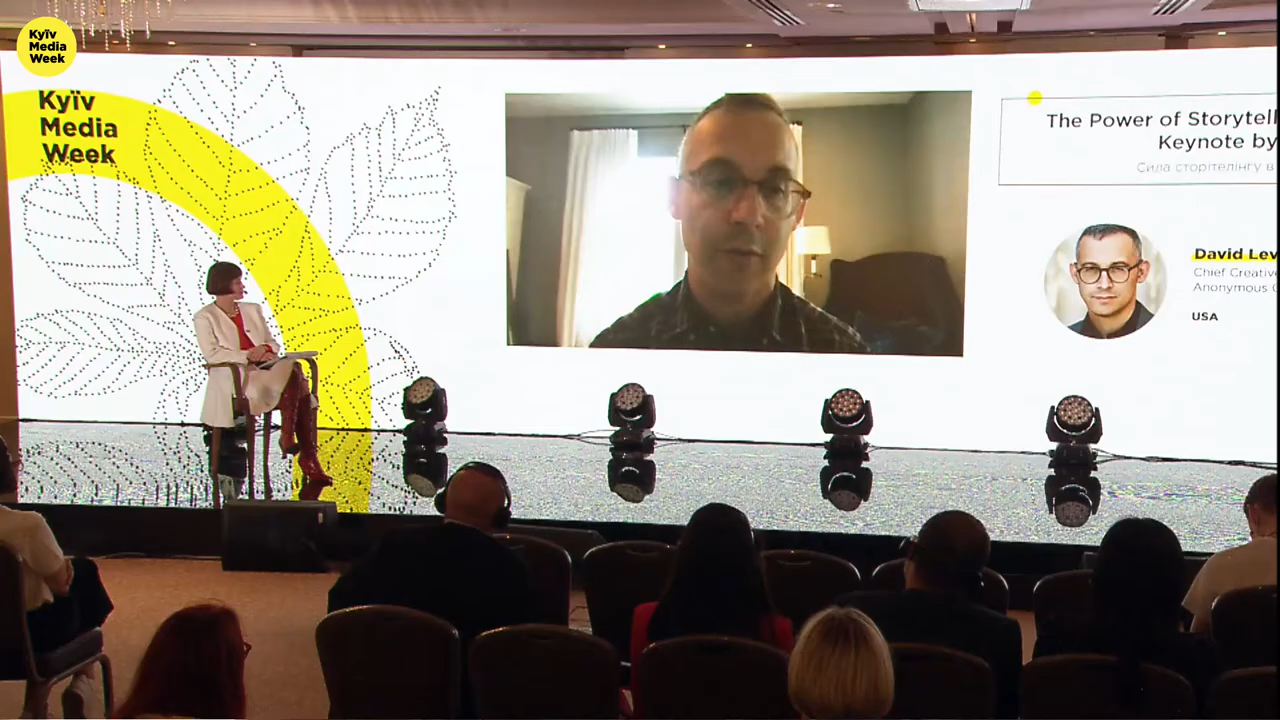 Kyïv
Media
Week
Kyïv
Media
Week
The Power of Storytell
Keynote by
Сила сторітелінгу в
David Lev
Chief Creativ
Anonymous C
USA